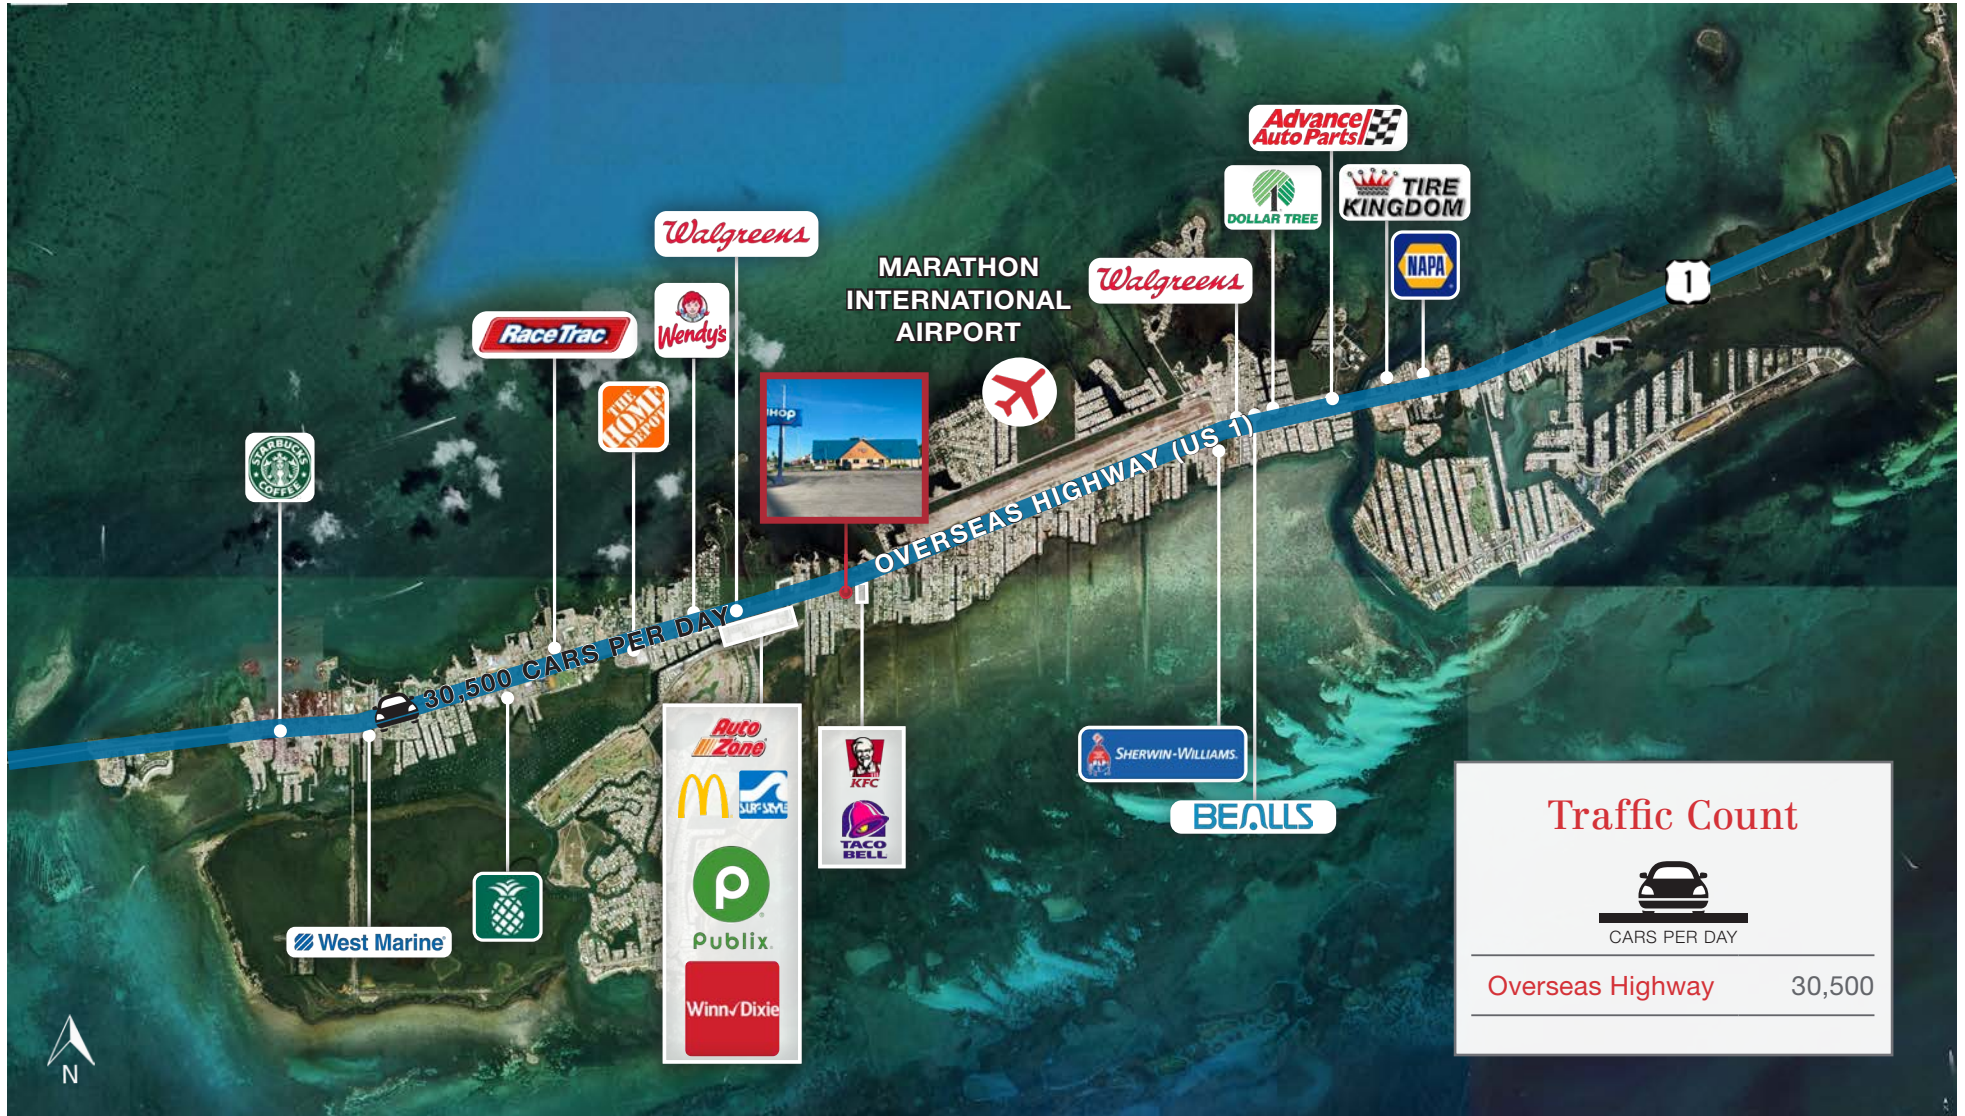 Advance
Auto Parts
DOLLAR TREE
TIRE
KINGDOM
Walgreens
MARATHON
INTERNATIONAL
AIRPORT
Walgreens
NAPA
1
RaceTrac
Wendy's
THE
HOME
DEPOT
IHOP
STARBUCKS
COFFEE
OVERSEAS HIGHWAY (US 1)
30,500 CARS PER DAY
Auto
Zone
SURF STYLE
KFC
TACO
BELL
Publix
Winn Dixie
West Marine
SHERWIN-WILLIAMS
BEALLS
Traffic Count
CARS PER DAY
Overseas Highway 30,500
N